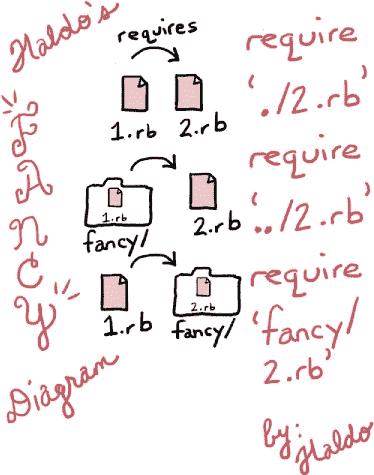 Haldo's
FANCY
Diagram
requires
1.rb 2.rb
require
'./2.rb'
1.rb
fancy/
2.rb
require
'../2.rb'
1.rb
2.rb
fancy/
require
'fancy/
2.rb'
by:
Haldo